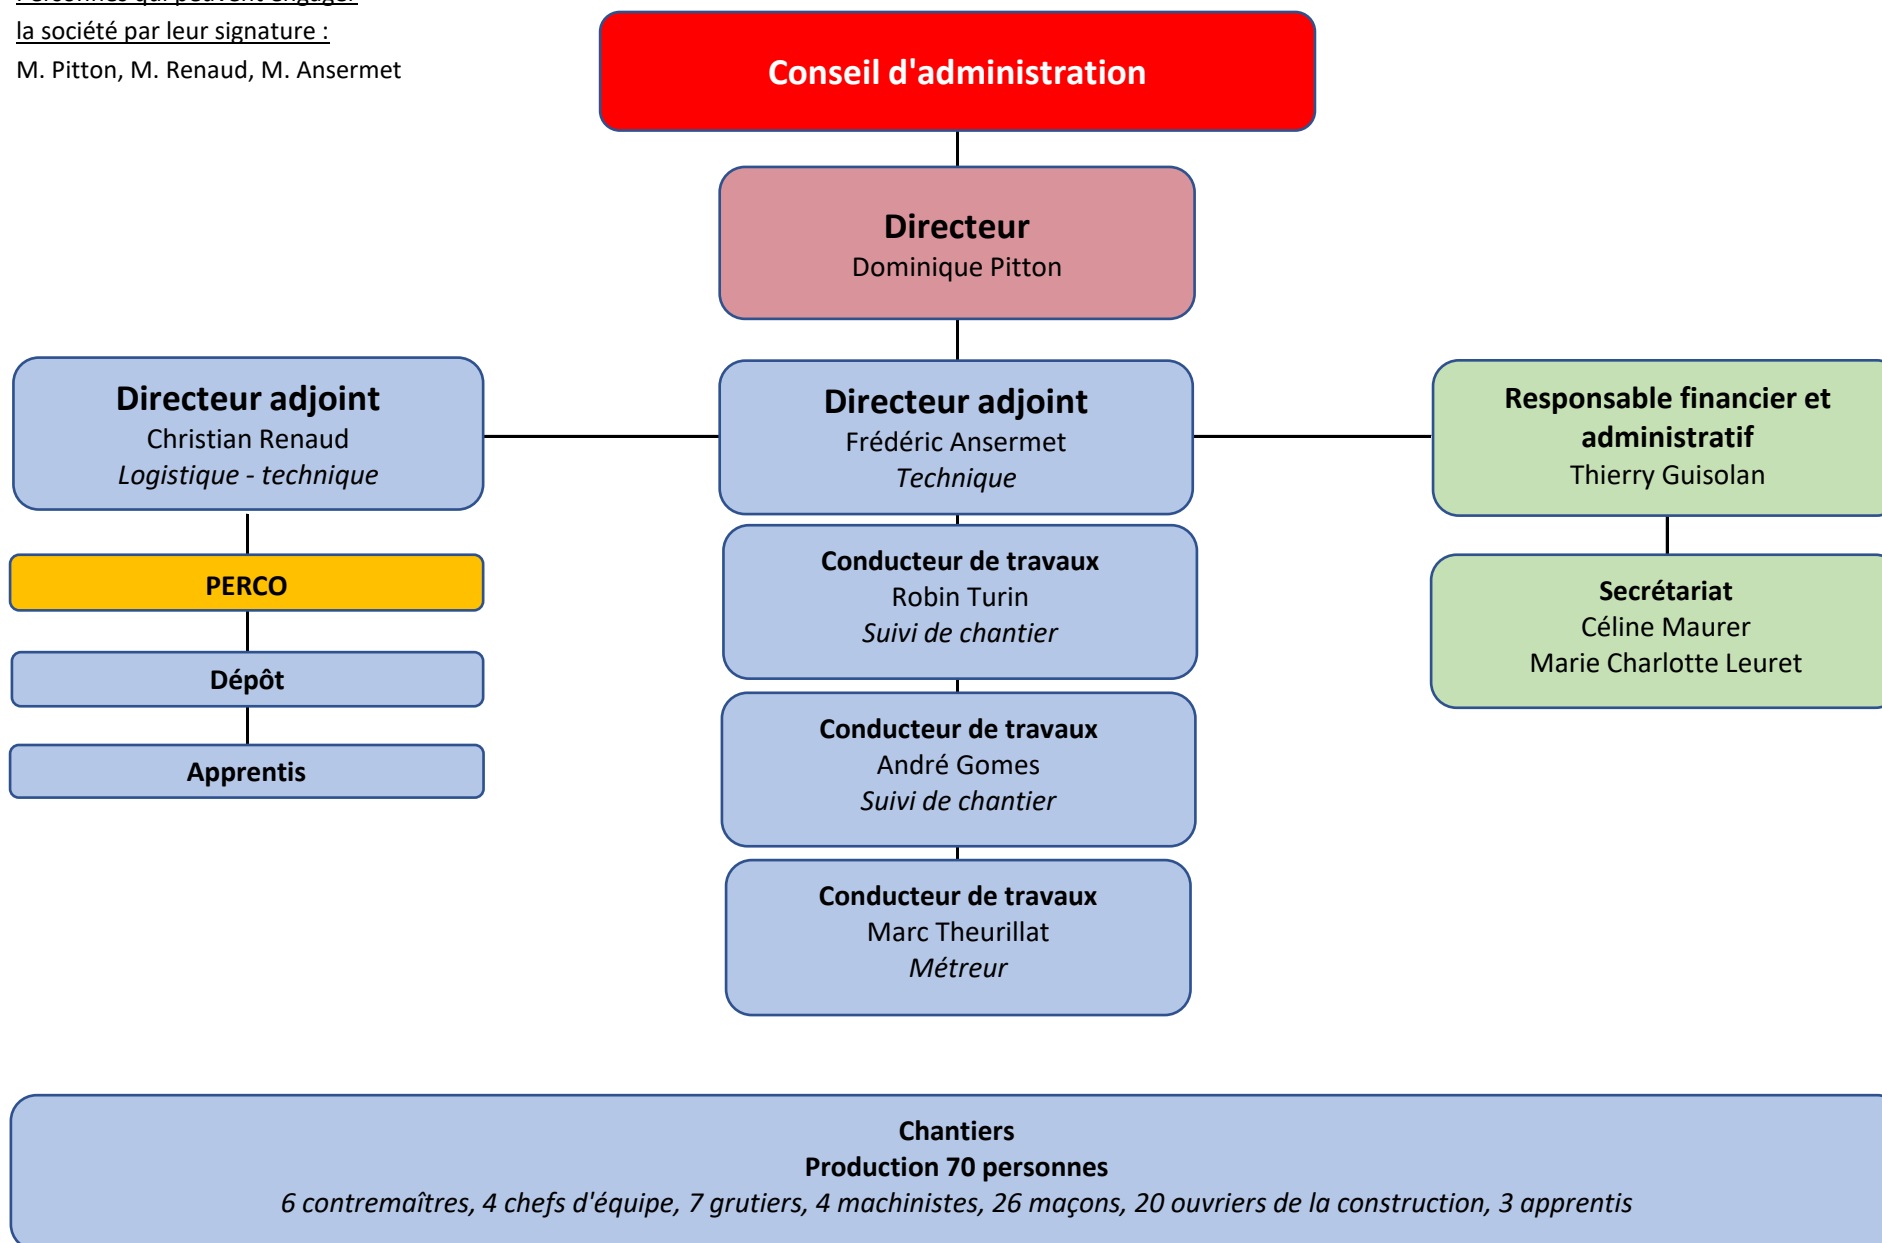 Personnes qui peuvent engager
la société par leur signature :
M. Pitton, M. Renaud, M. Ansermet
Conseil d'administration
Directeur
Dominique Pitton
Directeur adjoint
Christian Renaud
Logistique - technique
Directeur adjoint
Frédéric Ansermet
Technique
Responsable financier et
administratif
Thierry Guisolan
PERCO
Dépôt
Apprentis
Conducteur de travaux
Robin Turin
Suivi de chantier
Conducteur de travaux
André Gomes
Suivi de chantier
Conducteur de travaux
Marc Theurillat
Métreur
Secrétariat
Céline Maurer
Marie Charlotte Leuret
Chantiers
Production 70 personnes
6 contremaîtres, 4 chefs d'équipe, 7 grutiers, 4 machinistes, 26 maçons, 20 ouvriers de la construction, 3 apprentis